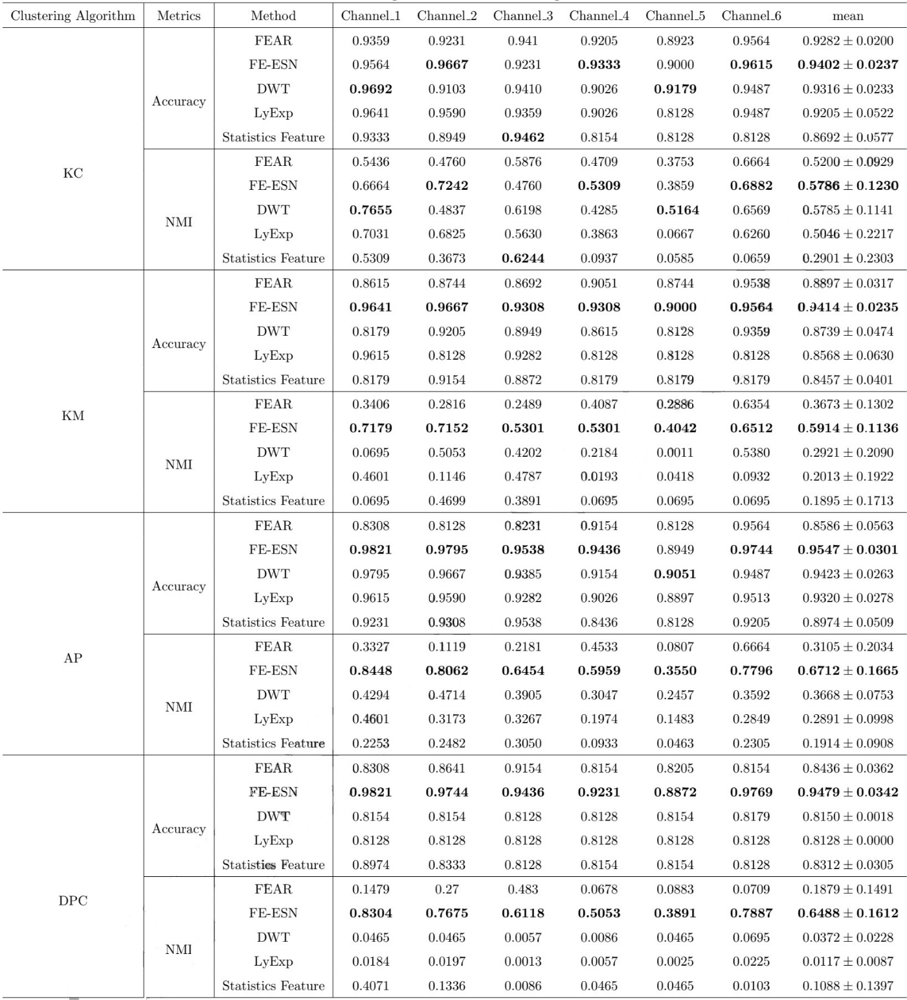 Clustering Algorithm Metrics Method Channel_1 Channel_2 Channel_3 Channel_4 Channel_5 Channel_6 mean
FEAR 0.9359 0.9231 0.941 0.9205 0.8923 0.9564 0.9282 ± 0.0200
FE-ESN 0.9564 0.9667 0.9231 0.9333 0.9000 0.9615 0.9402 ± 0.0237
DWT 0.9692 0.9103 0.9410 0.9026 0.9179 0.9487 0.9316 ± 0.0233
Accuracy
LyExp 0.9641 0.9590 0.9359 0.9026 0.8128 0.9487 0.9205 ± 0.0522
Statistics Feature 0.9333 0.8949 0.9462 0.8154 0.8128 0.8128 0.8692 ± 0.0577
FEAR 0.5436 0.4760 0.5876 0.4709 0.3753 0.6664 0.5200 ± 0.0929
KC
FE-ESN 0.6664 0.7242 0.4760 0.5309 0.3859 0.6882 0.5786 ± 0.1230
DWT 0.7655 0.4837 0.6198 0.4285 0.5164 0.6569 0.5785 ± 0.1141
NMI
LyExp 0.7031 0.6825 0.5630 0.3863 0.0667 0.6260 0.5046 ± 0.2217
Statistics Feature 0.5309 0.3673 0.6244 0.0937 0.0585 0.0659 0.2901 ± 0.2303
FEAR 0.8615 0.8744 0.8692 0.9051 0.8744 0.9538 0.8897 ± 0.0317
FE-ESN 0.9641 0.9667 0.9308 0.9308 0.9000 0.9564 0.9414 ± 0.0235
DWT 0.8179 0.9205 0.8949 0.8615 0.8128 0.9359 0.8739 ± 0.0474
Accuracy
LyExp 0.9615 0.8128 0.9282 0.8128 0.8128 0.8128 0.8568 ± 0.0630
Statistics Feature 0.8179 0.9154 0.8872 0.8179 0.8179 0.8179 0.8457 ± 0.0401
FEAR 0.3406 0.2816 0.2489 0.4087 0.2886 0.6354 0.3673 ± 0.1302
KM
FE-ESN 0.7179 0.7152 0.5301 0.5301 0.4042 0.6512 0.5914 ± 0.1136
DWT 0.0695 0.5053 0.4202 0.2184 0.0011 0.5380 0.2921 ± 0.2090
NMI
LyExp 0.4601 0.1146 0.4787 0.0193 0.0418 0.0932 0.2013 ± 0.1922
Statistics Feature 0.0695 0.4699 0.3891 0.0695 0.0695 0.0695 0.1895 ± 0.1713
FEAR 0.8308 0.8128 0.8231 0.9154 0.8128 0.9564 0.8586 ± 0.0563
FE-ESN 0.9821 0.9795 0.9538 0.9436 0.8949 0.9744 0.9547 ± 0.0301
DWT 0.9795 0.9667 0.9385 0.9154 0.9051 0.9487 0.9423 ± 0.0263
Accuracy
LyExp 0.9615 0.9590 0.9282 0.9026 0.8897 0.9513 0.9320 ± 0.0278
Statistics Feature 0.9231 0.9308 0.9538 0.8436 0.8128 0.9205 0.8974 ± 0.0509
FEAR 0.3327 0.1119 0.2181 0.4533 0.0807 0.6664 0.3105 ± 0.2034
AP
FE-ESN 0.8448 0.8062 0.6454 0.5959 0.3550 0.7796 0.6712 ± 0.1665
DWT 0.4294 0.4714 0.3905 0.3047 0.2457 0.3592 0.3668 ± 0.0753
NMI
LyExp 0.4601 0.3173 0.3267 0.1974 0.1483 0.2849 0.2891 ± 0.0998
Statistics Feature 0.2253 0.2482 0.3050 0.0933 0.0463 0.2305 0.1914 ± 0.0908
FEAR 0.8308 0.8641 0.9154 0.8154 0.8205 0.8154 0.8436 ± 0.0362
FE-ESN 0.9821 0.9744 0.9436 0.9231 0.8872 0.9769 0.9479 ± 0.0342
DWT 0.8154 0.8154 0.8128 0.8128 0.8154 0.8179 0.8150 ± 0.0018
Accuracy
LyExp 0.8128 0.8128 0.8128 0.8128 0.8128 0.8128 0.8128 ± 0.0000
Statistics Feature 0.8974 0.8333 0.8128 0.8154 0.8154 0.8128 0.8312 ± 0.0305
FEAR 0.1479 0.27 0.483 0.0678 0.0883 0.0709 0.1879 ± 0.1491
DPC
FE-ESN 0.8304 0.7675 0.6118 0.5053 0.3891 0.7887 0.6488 ± 0.1612
DWT 0.0465 0.0465 0.0057 0.0086 0.0465 0.0695 0.0372 ± 0.0228
NMI
LyExp 0.0184 0.0197 0.0013 0.0057 0.0025 0.0225 0.0117 ± 0.0087
Statistics Feature 0.4071 0.1336 0.0086 0.0465 0.0465 0.0103 0.1088 ± 0.1397